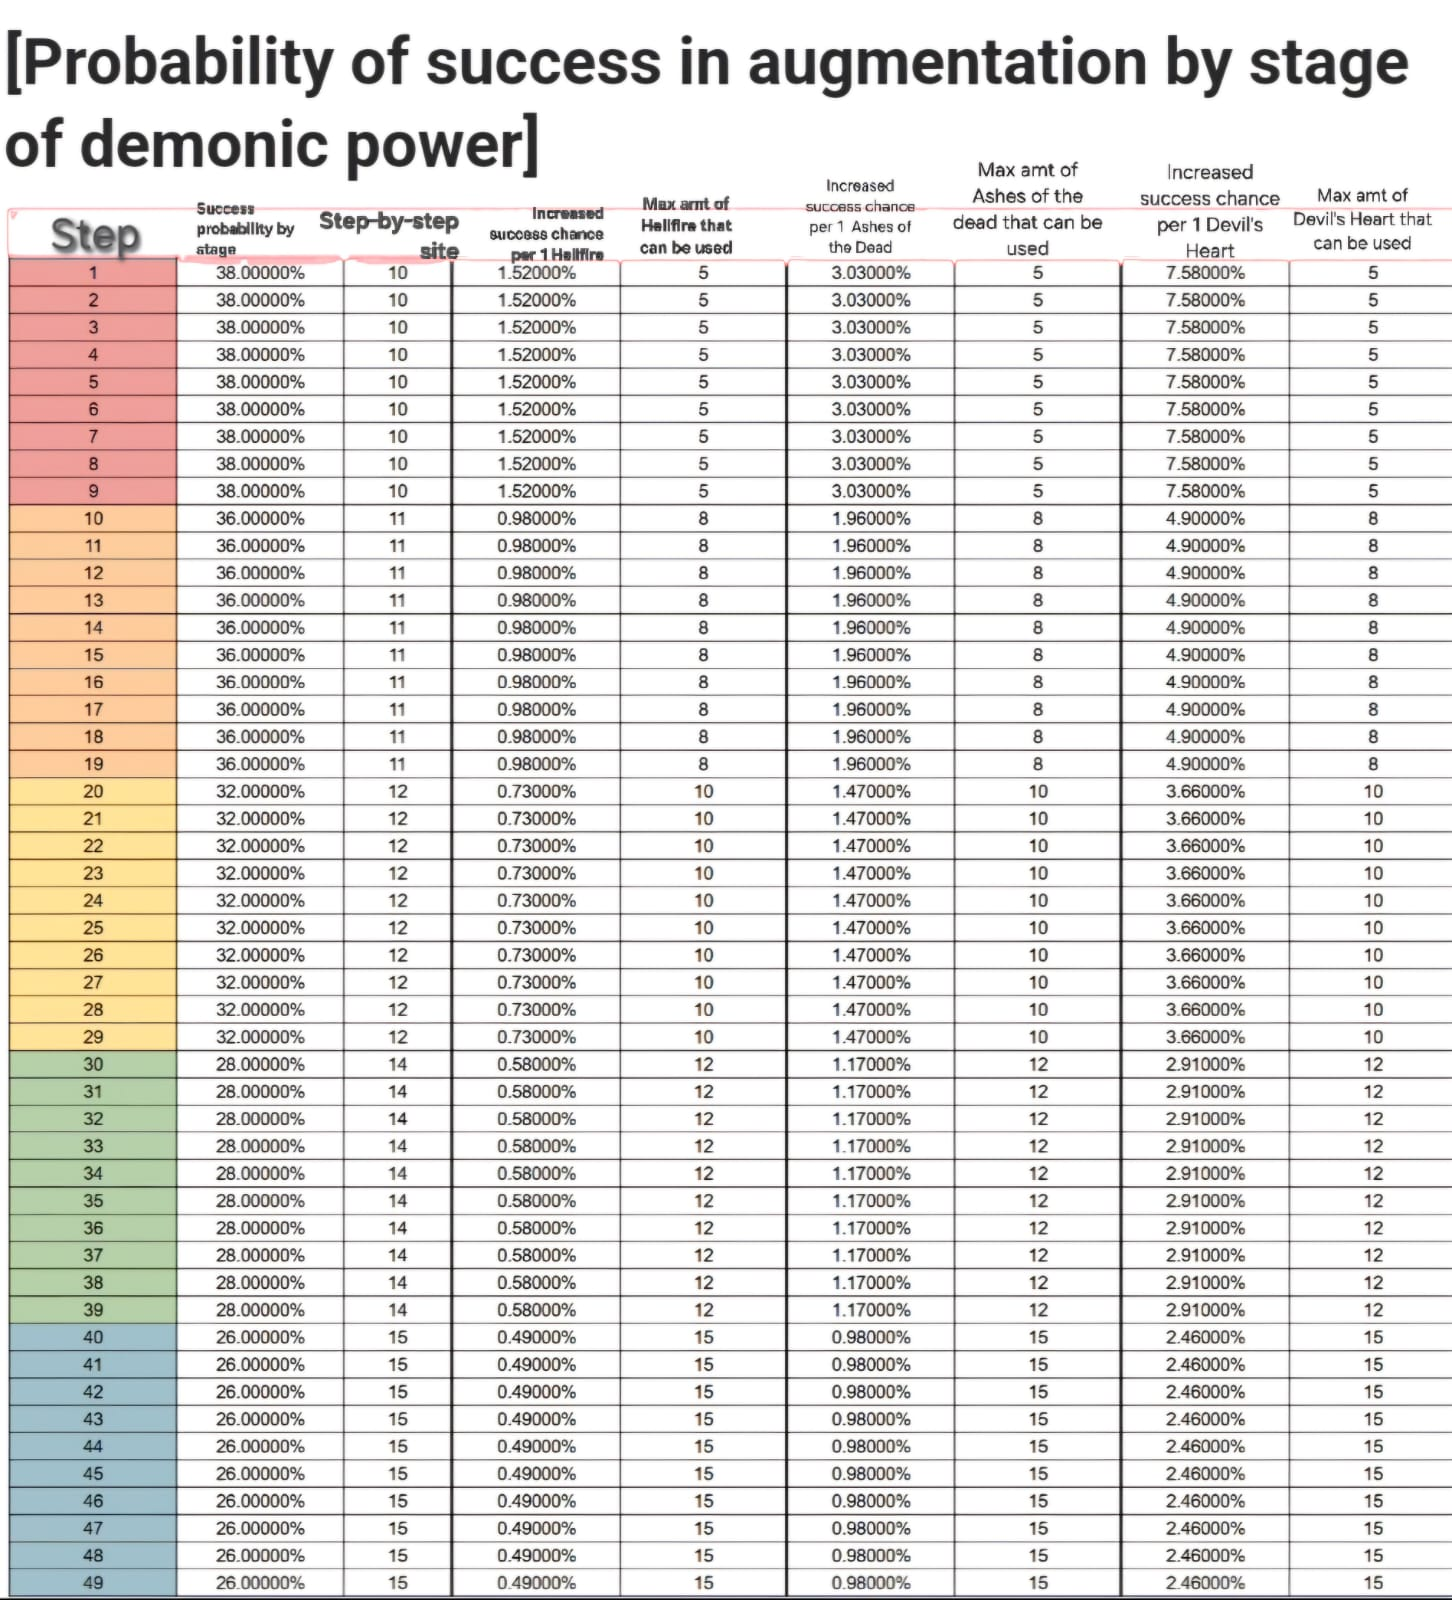 [Probability of success in augmentation by stage
of demonic power]
Step
Success
probability by
stage
Step-by-step
site
Increased
success chance
per 1 Hellfire
Max amt of
Hellfire that
can be used
Increased
success chance
per 1 Ashes of
the Dead
Max amt of
Ashes of the
dead that can be
used
Increased
success chance
per 1 Devil's
Heart
Max amt of
Devil's Heart that
can be used
1 38.00000% 10 1.52000% 5 3.03000% 5 7.58000% 5
2 38.00000% 10 1.52000% 5 3.03000% 5 7.58000% 5
3 38.00000% 10 1.52000% 5 3.03000% 5 7.58000% 5
4 38.00000% 10 1.52000% 5 3.03000% 5 7.58000% 5
5 38.00000% 10 1.52000% 5 3.03000% 5 7.58000% 5
6 38.00000% 10 1.52000% 5 3.03000% 5 7.58000% 5
7 38.00000% 10 1.52000% 5 3.03000% 5 7.58000% 5
8 38.00000% 10 1.52000% 5 3.03000% 5 7.58000% 5
9 38.00000% 10 1.52000% 5 3.03000% 5 7.58000% 5
10 36.00000% 11 0.98000% 8 1.96000% 8 4.90000% 8
11 36.00000% 11 0.98000% 8 1.96000% 8 4.90000% 8
12 36.00000% 11 0.98000% 8 1.96000% 8 4.90000% 8
13 36.00000% 11 0.98000% 8 1.96000% 8 4.90000% 8
14 36.00000% 11 0.98000% 8 1.96000% 8 4.90000% 8
15 36.00000% 11 0.98000% 8 1.96000% 8 4.90000% 8
16 36.00000% 11 0.98000% 8 1.96000% 8 4.90000% 8
17 36.00000% 11 0.98000% 8 1.96000% 8 4.90000% 8
18 36.00000% 11 0.98000% 8 1.96000% 8 4.90000% 8
19 36.00000% 11 0.98000% 8 1.96000% 8 4.90000% 8
20 32.00000% 12 0.73000% 10 1.47000% 10 3.66000% 10
21 32.00000% 12 0.73000% 10 1.47000% 10 3.66000% 10
22 32.00000% 12 0.73000% 10 1.47000% 10 3.66000% 10
23 32.00000% 12 0.73000% 10 1.47000% 10 3.66000% 10
24 32.00000% 12 0.73000% 10 1.47000% 10 3.66000% 10
25 32.00000% 12 0.73000% 10 1.47000% 10 3.66000% 10
26 32.00000% 12 0.73000% 10 1.47000% 10 3.66000% 10
27 32.00000% 12 0.73000% 10 1.47000% 10 3.66000% 10
28 32.00000% 12 0.73000% 10 1.47000% 10 3.66000% 10
29 32.00000% 12 0.73000% 10 1.47000% 10 3.66000% 10
30 28.00000% 14 0.58000% 12 1.17000% 12 2.91000% 12
31 28.00000% 14 0.58000% 12 1.17000% 12 2.91000% 12
32 28.00000% 14 0.58000% 12 1.17000% 12 2.91000% 12
33 28.00000% 14 0.58000% 12 1.17000% 12 2.91000% 12
34 28.00000% 14 0.58000% 12 1.17000% 12 2.91000% 12
35 28.00000% 14 0.58000% 12 1.17000% 12 2.91000% 12
36 28.00000% 14 0.58000% 12 1.17000% 12 2.91000% 12
37 28.00000% 14 0.58000% 12 1.17000% 12 2.91000% 12
38 28.00000% 14 0.58000% 12 1.17000% 12 2.91000% 12
39 28.00000% 14 0.58000% 12 1.17000% 12 2.91000% 12
40 26.00000% 15 0.49000% 15 0.98000% 15 2.46000% 15
41 26.00000% 15 0.49000% 15 0.98000% 15 2.46000% 15
42 26.00000% 15 0.49000% 15 0.98000% 15 2.46000% 15
43 26.00000% 15 0.49000% 15 0.98000% 15 2.46000% 15
44 26.00000% 15 0.49000% 15 0.98000% 15 2.46000% 15
45 26.00000% 15 0.49000% 15 0.98000% 15 2.46000% 15
46 26.00000% 15 0.49000% 15 0.98000% 15 2.46000% 15
47 26.00000% 15 0.49000% 15 0.98000% 15 2.46000% 15
48 26.00000% 15 0.49000% 15 0.98000% 15 2.46000% 15
49 26.00000% 15 0.49000% 15 0.98000% 15 2.46000% 15